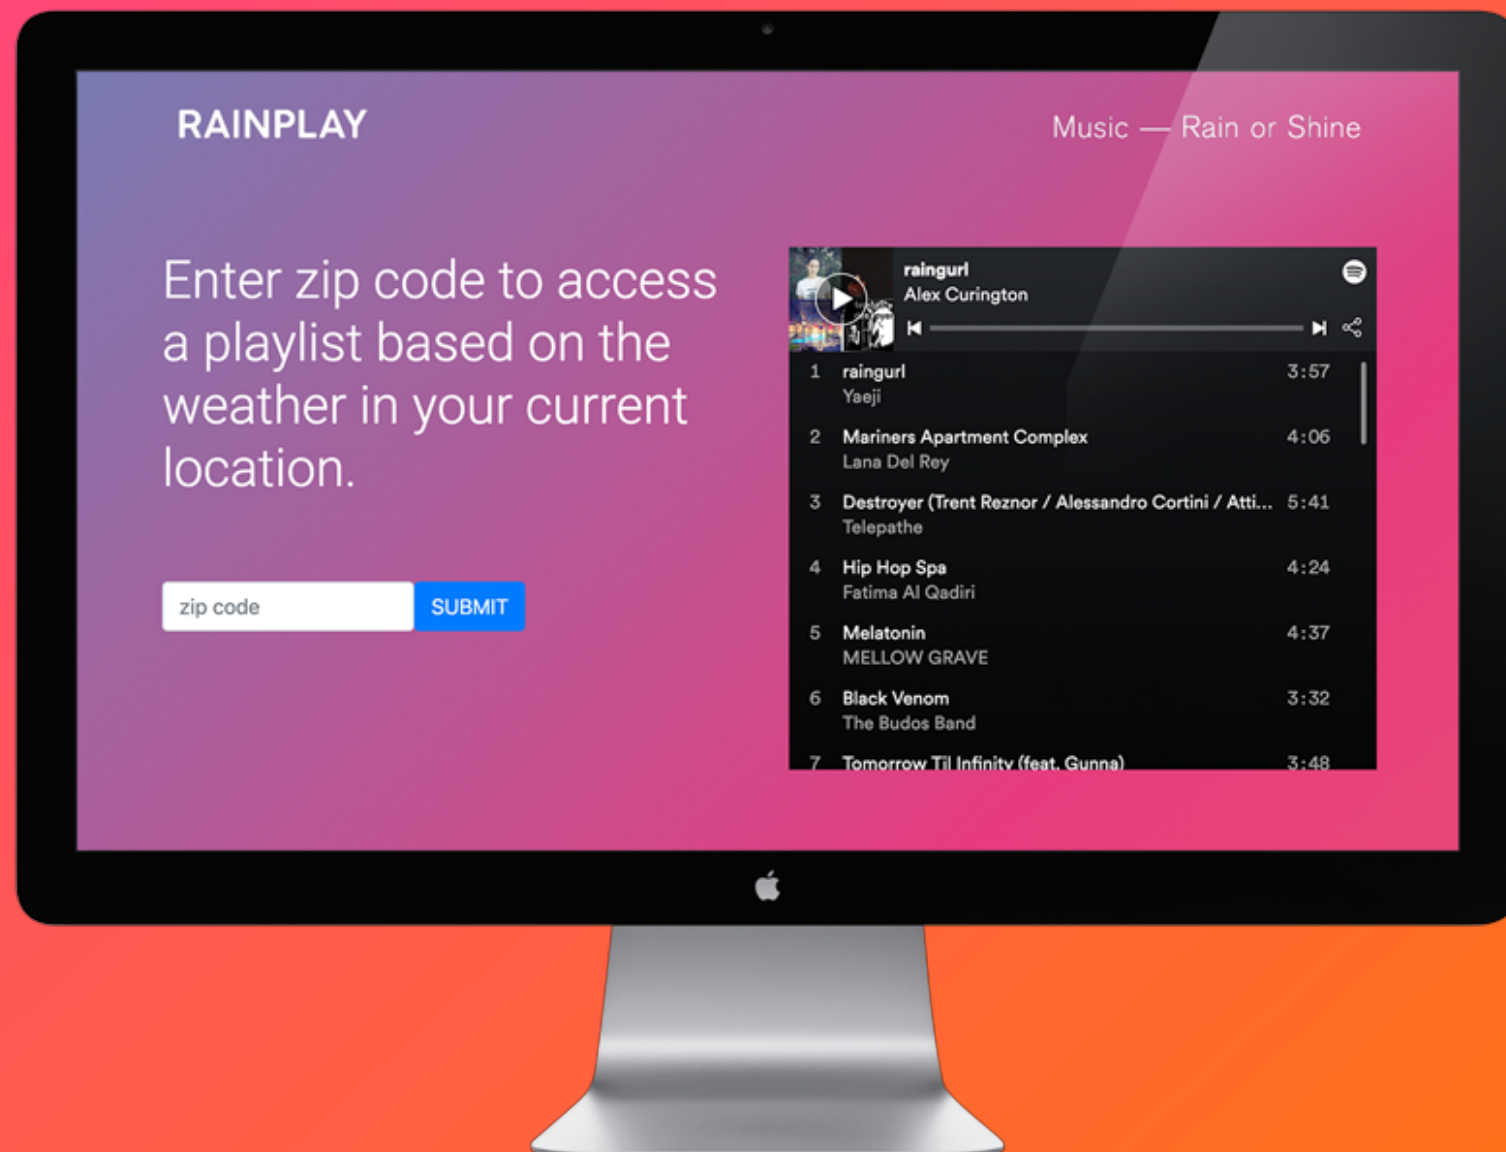 RAINPLAY
Music — Rain or Shine
Enter zip code to access
a playlist based on the
weather in your current
location.
zip code
SUBMIT
raingurl
Alex Curington
1 raingurl 3:57
Yaeji
2 Mariners Apartment Complex 4:06
Lana Del Rey
3 Destroyer (Trent Reznor / Alessandro Cortini / Atti... 5:41
Telepathe
4 Hip Hop Spa 4:24
Fatima Al Qadiri
5 Melatonin 4:37
MELLOW GRAVE
6 Black Venom 3:32
The Budos Band
7 Tomorrow Til Infinity (feat. Gunna) 3:48